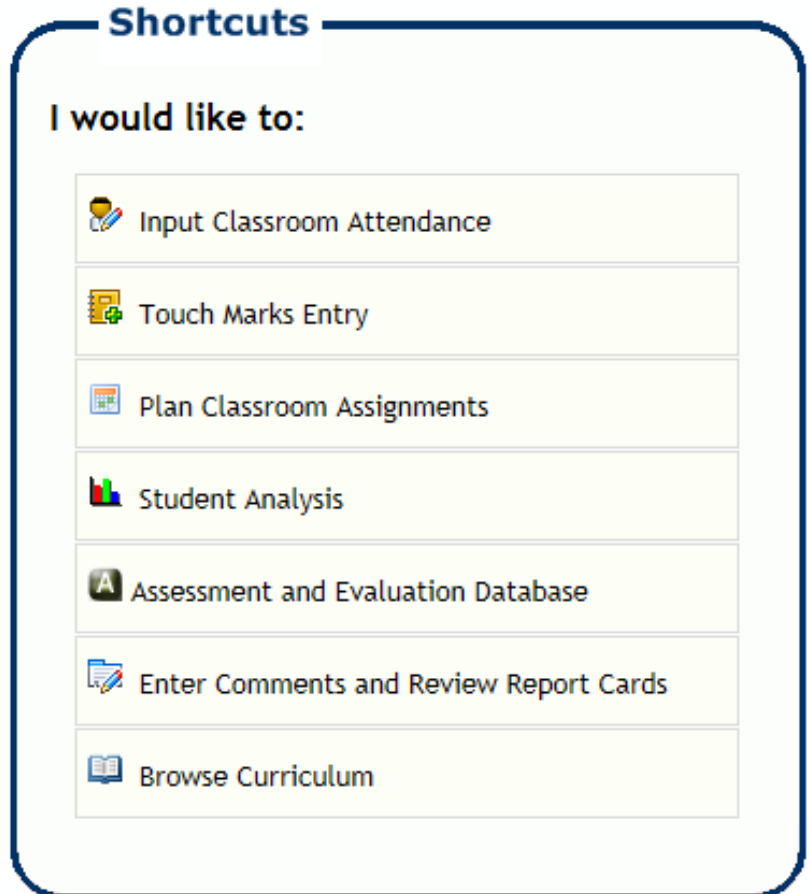 Shortcuts
I would like to:
Input Classroom Attendance
Touch Marks Entry
Plan Classroom Assignments
Student Analysis
A Assessment and Evaluation Database
Enter Comments and Review Report Cards
Browse Curriculum